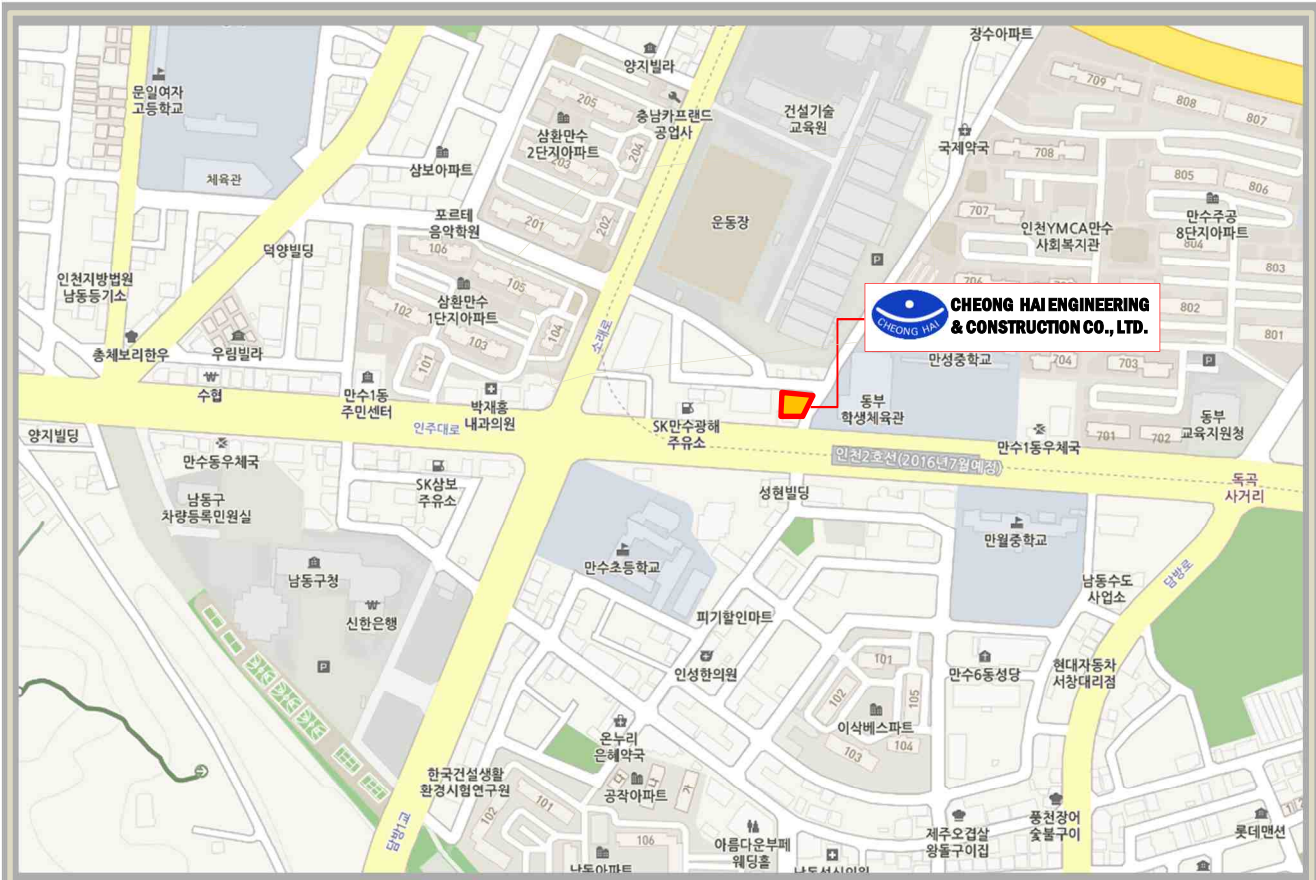 장수아파트
양지빌라
709
808
807
문일여자
고등학교
205
충남카프랜드
공업사
건설기술
교육원
삼환만수
2단지아파트
203
204
국제약국
708
805
806
삼보아파트
체육관
201
202
포르테
음악학원
운동장
707
인천YMCA만수
사회복지관
만수주공
8단지아파트
804
덕양빌딩
106
105
P
803
인천지방법원
남동등기소
삼환만수
1단지아파트
102
103
104
101
706
802
801
CHEONG HAI
CHEONG HAI ENGINEERING
& CONSTRUCTION CO., LTD.
총체보리한우
우림빌라
소래로
만성중학교
704
703
P
수협
만수1동
주민센터
박재홍
내과의원
SK만수광해
주유소
동부
학생체육관
701
702
동부
교육지원청
양지빌딩
인주대로
만수1동우체국
만수동우체국
인천2호선(2016년7월예정)
SK삼보
주유소
성현빌딩
독곡
사거리
남동구
차량등록민원실
만월중학교
만수초등학교
남동구청
남동수도
사업소
담방로
신한은행
피기할인마트
P
인성한의원
101
102
105
만수6동성당
현대자동차
서창대리점
이삭베스파트
103
104
온누리
은혜약국
한국건설생활
환경시험연구원
공작아파트
다
나
가
101
102
106
담방1교
아름다운부페
웨딩홀
제주오겹살
왕돌구이집
풍천장어
숯불구이
롯데맨션
남동아파트